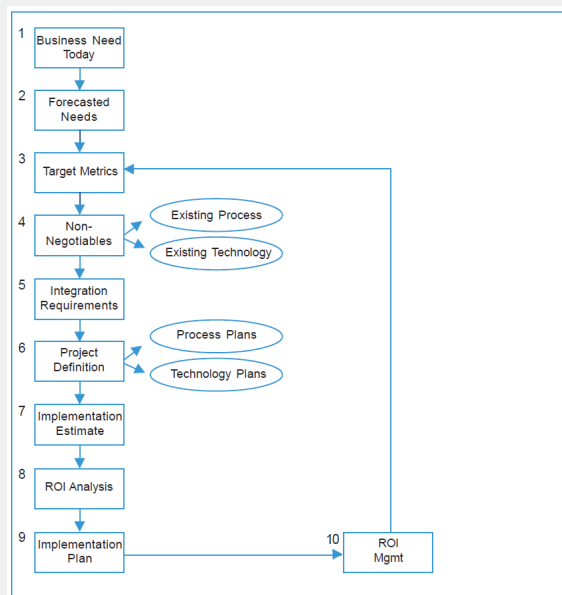 1
Business Need
Today
2
Forecasted
Needs
3
Target Metrics
4
Non-
Negotiables
Existing Process
Existing Technology
5
Integration
Requirements
6
Project
Definition
Process Plans
Technology Plans
7
Implementation
Estimate
8
ROI Analysis
9
Implementation
Plan
10
ROI
Mgmt